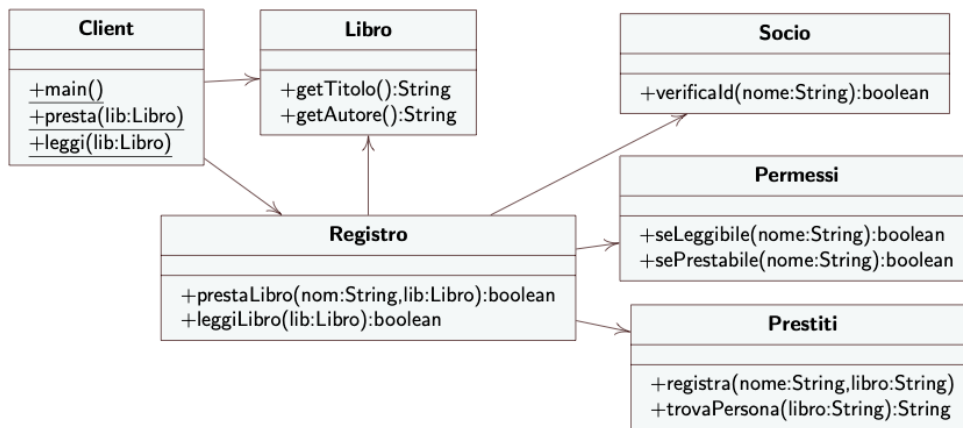 Client
+main()
+presta(lib:Libro)
+leggi(lib:Libro)
Libro
+getTitolo():String
+getAutore():String
Socio
+verificaId(nome:String):boolean
Permessi
+seLeggibile(nome:String):boolean
+sePrestabile(nome:String):boolean
Registro
+prestaLibro(nom:String,lib:Libro):boolean
+leggiLibro(lib:Libro):boolean
Prestiti
+registra(nome:String,libro:String)
+trovaPersona(libro:String):String